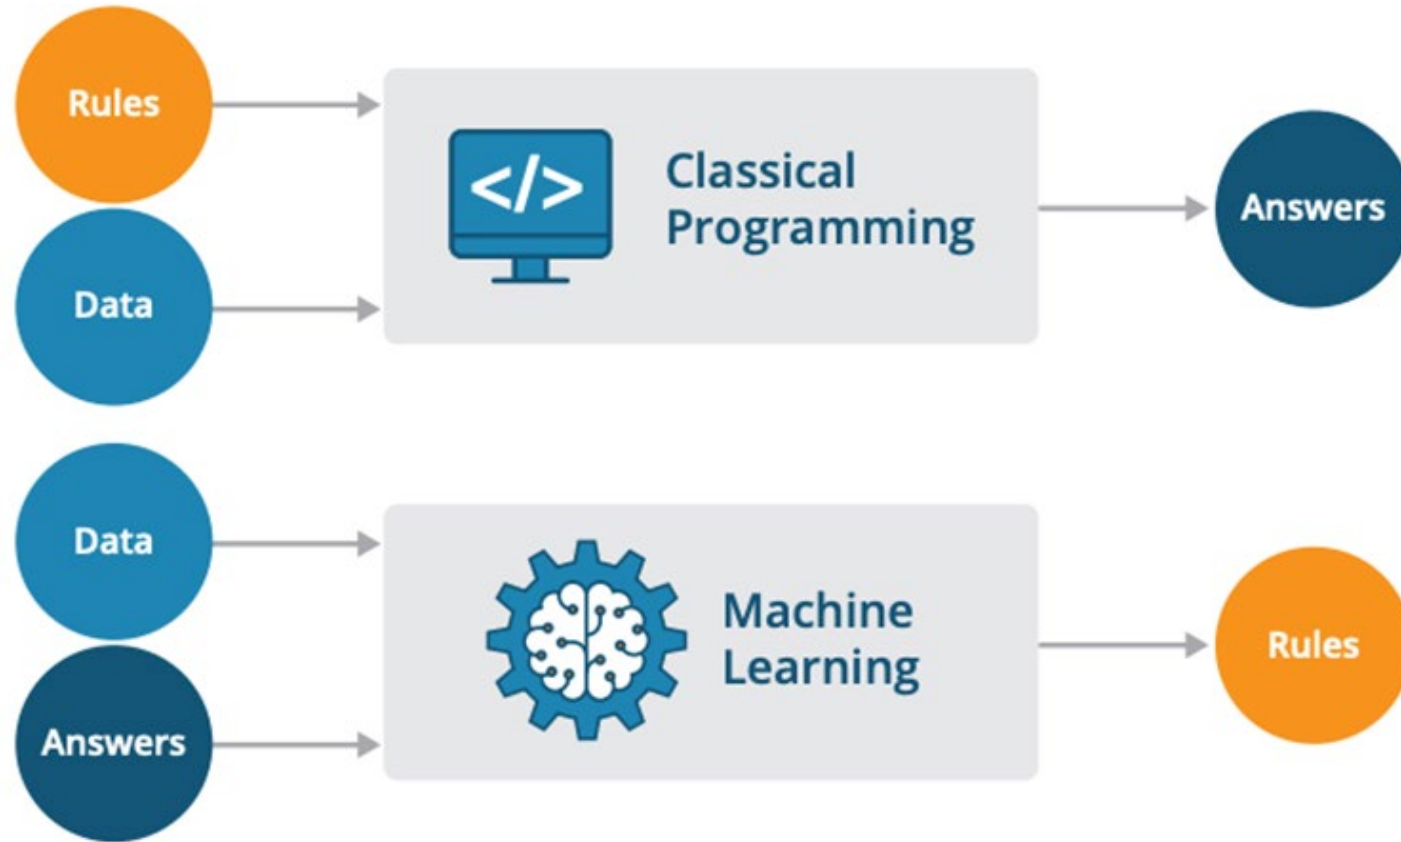 Rules
Data
</>
Classical
Programming
Answers
Data
Answers
Machine
Learning
Rules